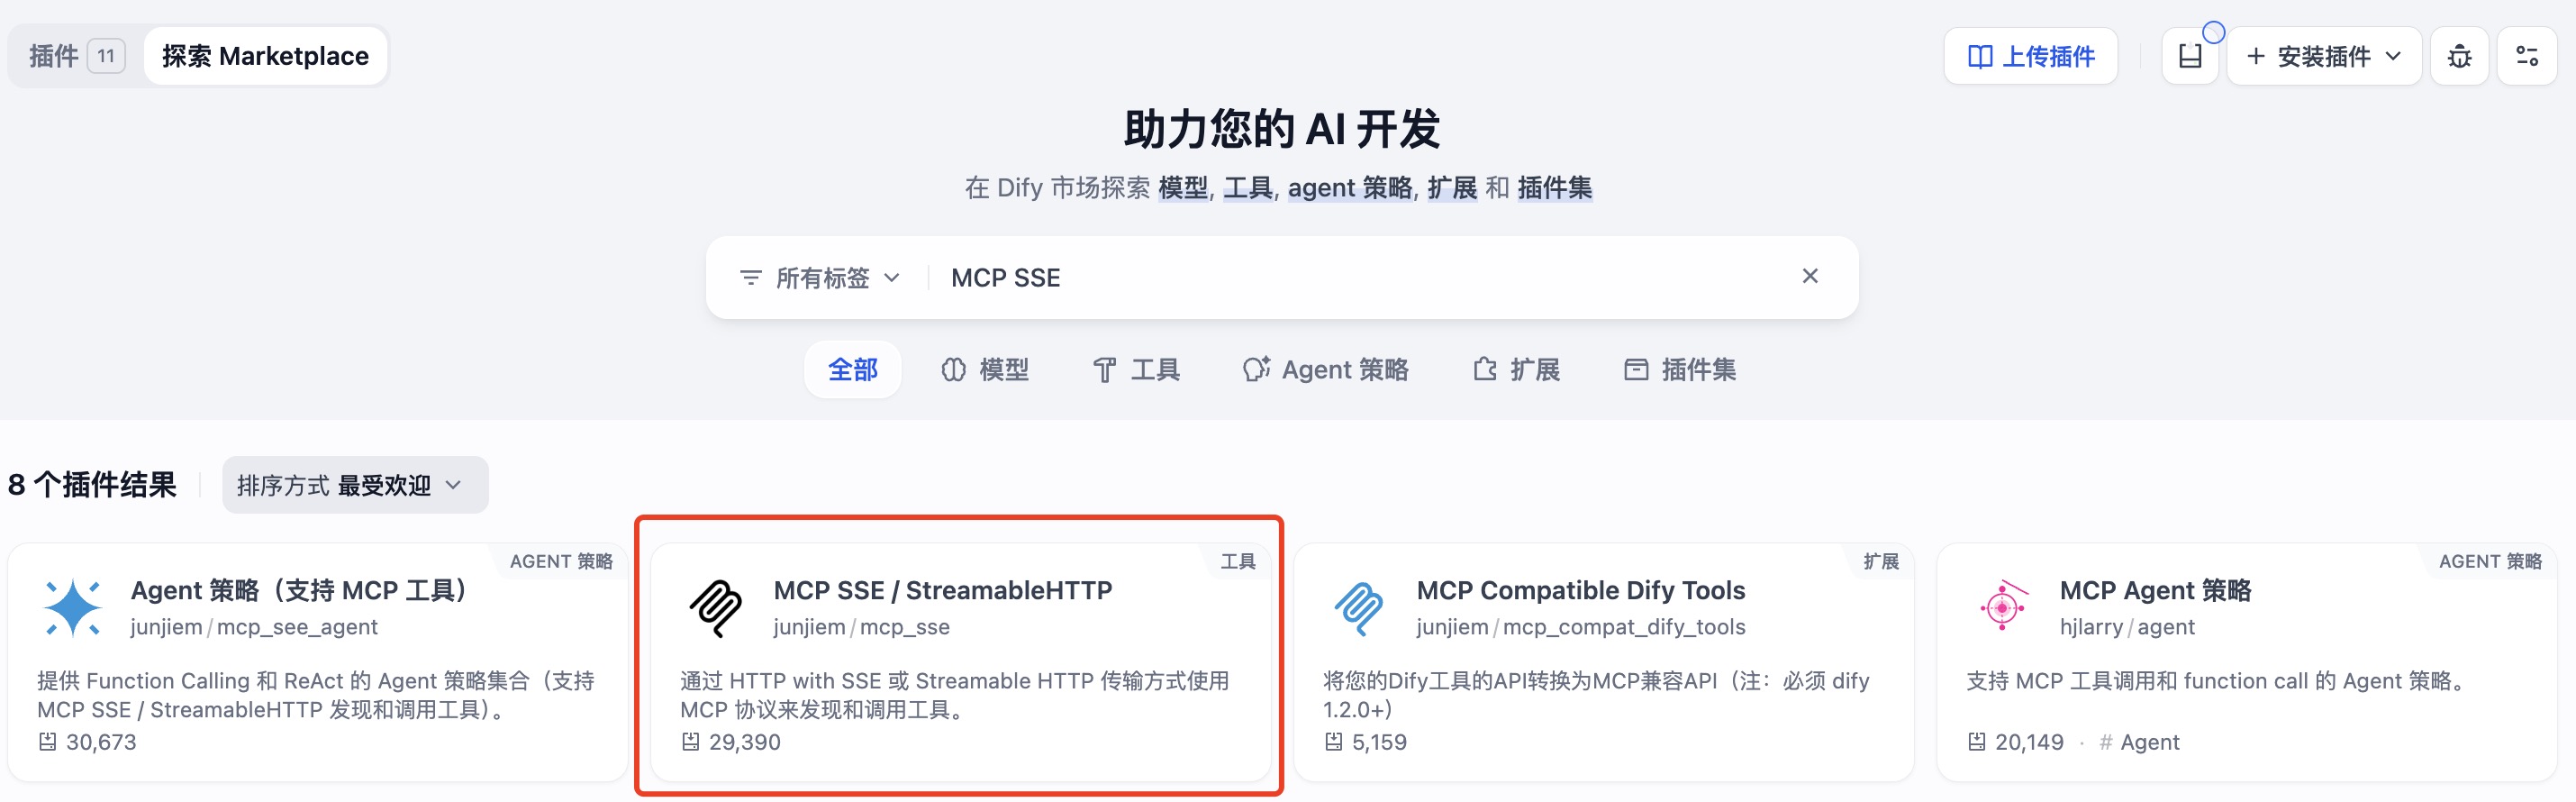 插件 11 探索 Marketplace 上传插件 安装插件
助力您的 AI 开发
在 Dify 市场探索 模型, 工具, agent 策略, 扩展 和 插件集
所有标签 MCP SSE
全部 模型 工具 Agent 策略 扩展 插件集
8 个插件结果 排序方式 最受欢迎
AGENT 策略
Agent 策略（支持 MCP 工具）
junjiem/mcp_see_agent
提供 Function Calling 和 ReAct 的 Agent 策略集合（支持
MCP SSE / StreamableHTTP 发现和调用工具）。
30,673
工具
MCP SSE / StreamableHTTP
junjiem/mcp_sse
通过 HTTP with SSE 或 Streamable HTTP 传输方式使用
MCP 协议来发现和调用工具。
29,390
扩展
MCP Compatible Dify Tools
junjiem/mcp_compat_dify_tools
将您的Dify工具的API转换为MCP兼容API（注：必须 dify
1.2.0+）
5,159
AGENT 策略
MCP Agent 策略
hjlarry/agent
支持 MCP 工具调用和 function call 的 Agent 策略。
20,149 · # Agent